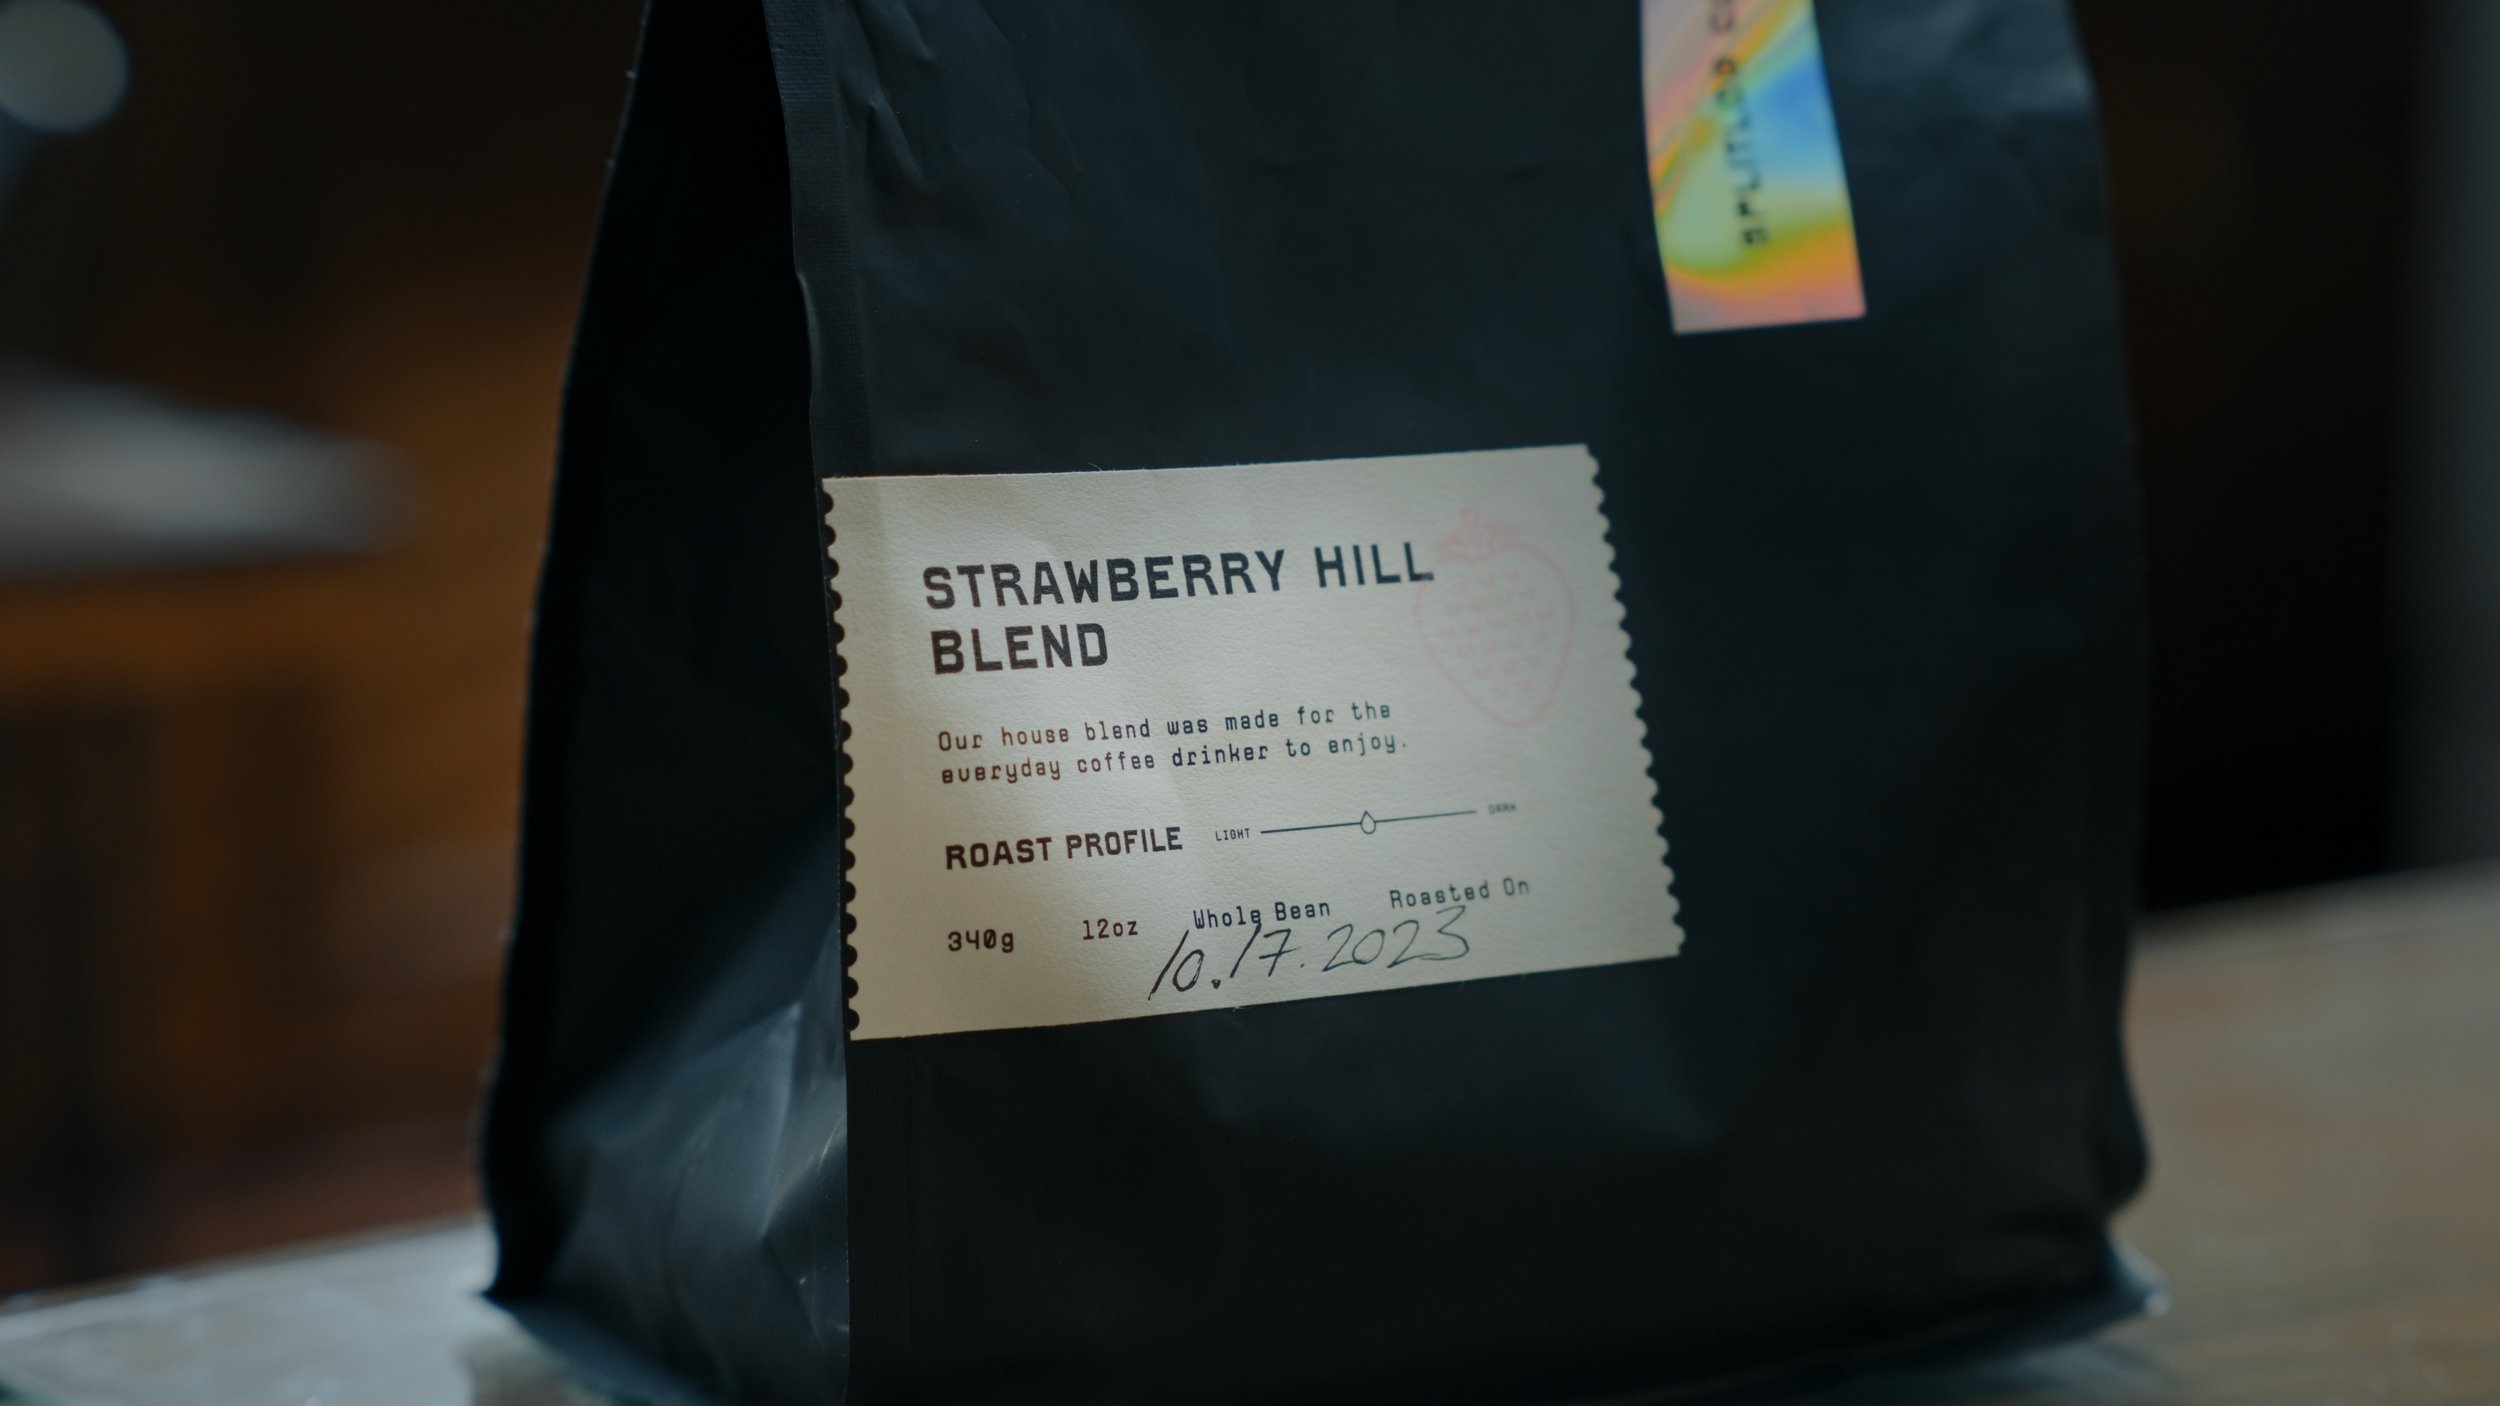 STRAWBERRY HILL
BLEND
Our house blend was made for the
everyday coffee drinker to enjoy.
ROAST PROFILE LIGHT DARK
340g 12oz Whole Bean Roasted On
10.17.2023